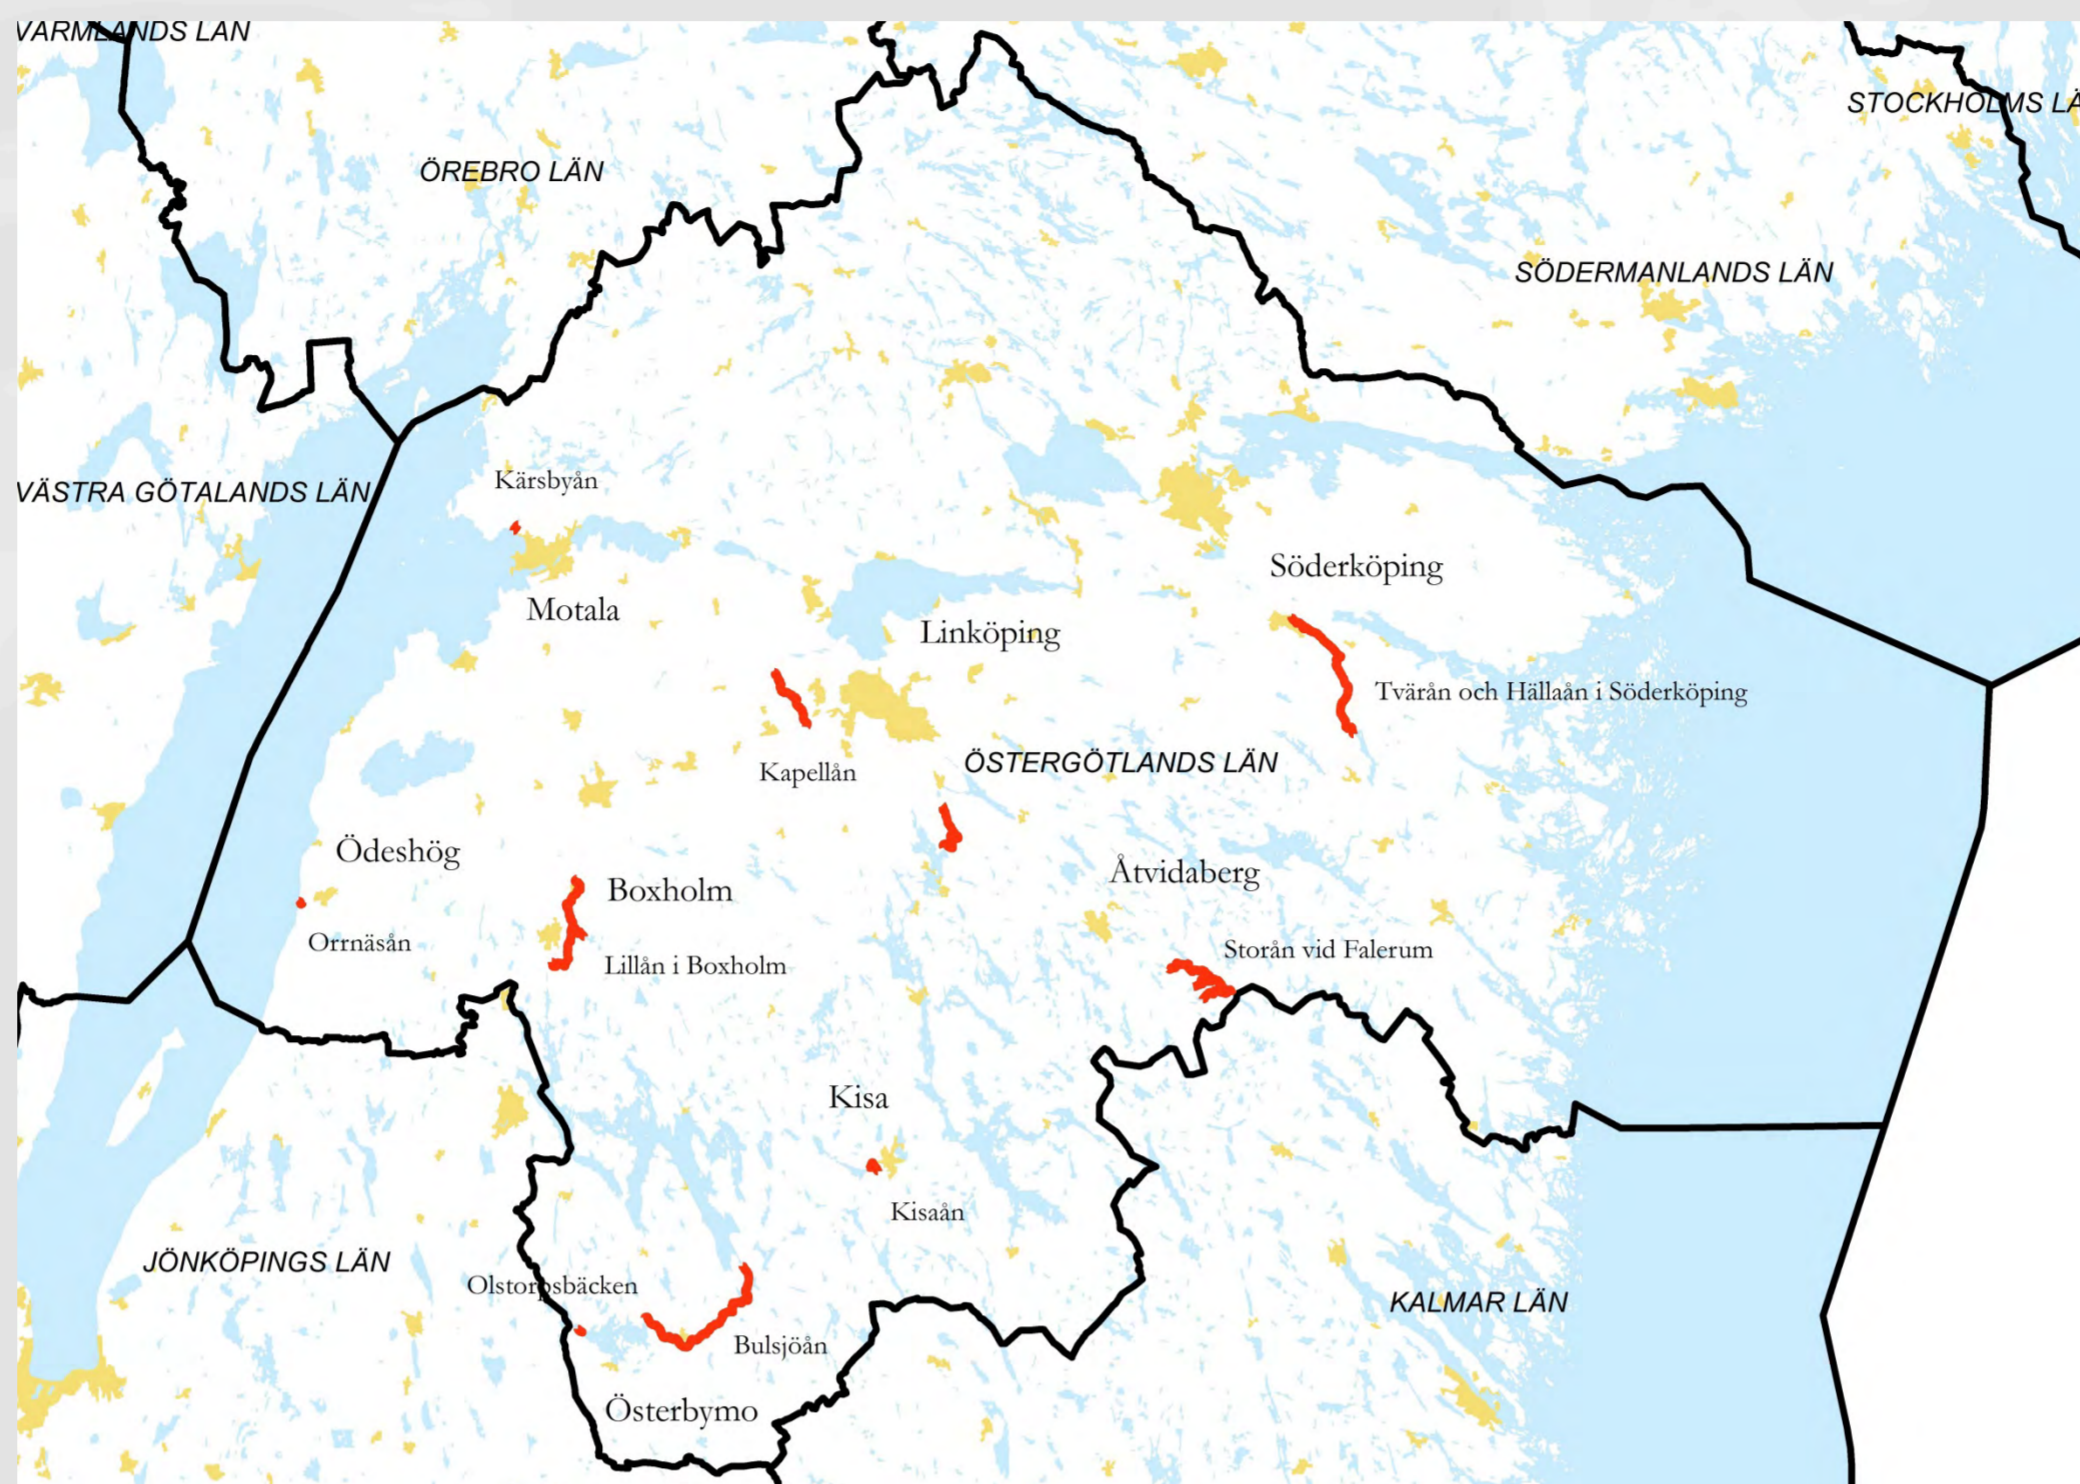 VÄRMLANDS LÄN
STOCKHOLMS LÄ
ÖREBRO LÄN
SÖDERMANLANDS LÄN
Kärsbyån
VÄSTRA GÖTALANDS LÄN
Söderköping
Motala
Linköping
Tvärån och Hällaån i Söderköping
ÖSTERGÖTLANDS LÄN
Kapellån
Ödeshög
Åtvidaberg
Boxholm
Orrnäsån
Storån vid Falerum
Lillån i Boxholm
Kisa
Kisaån
JÖNKÖPINGS LÄN
Olstorpsbäcken
KALMAR LÄN
Bulsjöån
Österbymo